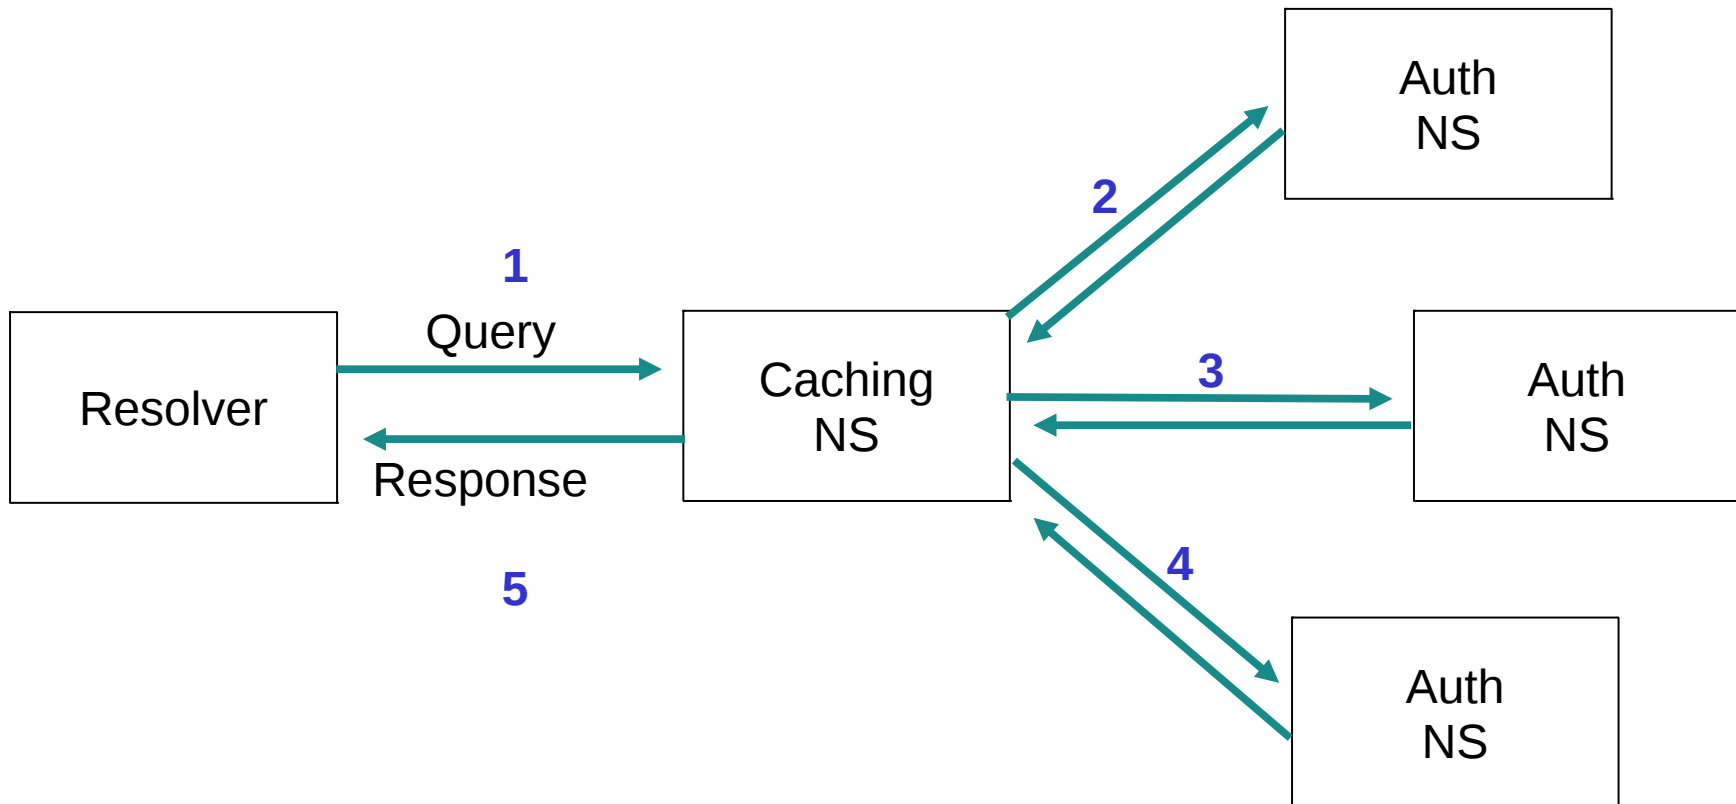 Auth
NS
2
1
Query
Resolver
Response
5
Caching
NS
3
Auth
NS
4
Auth
NS